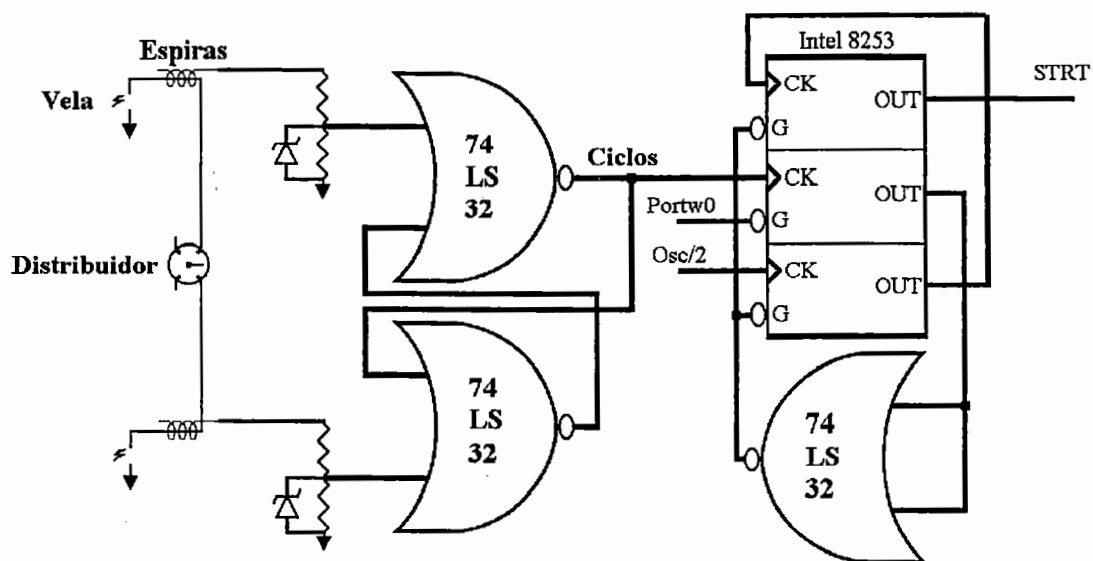 Espiras
Vela
Distribuidor
74
LS
32
Ciclos
74
LS
32
Intel 8253
CK
OUT
G
CK
OUT
G
CK
OUT
G
STRT
Portw0
Osc/2
74
LS
32